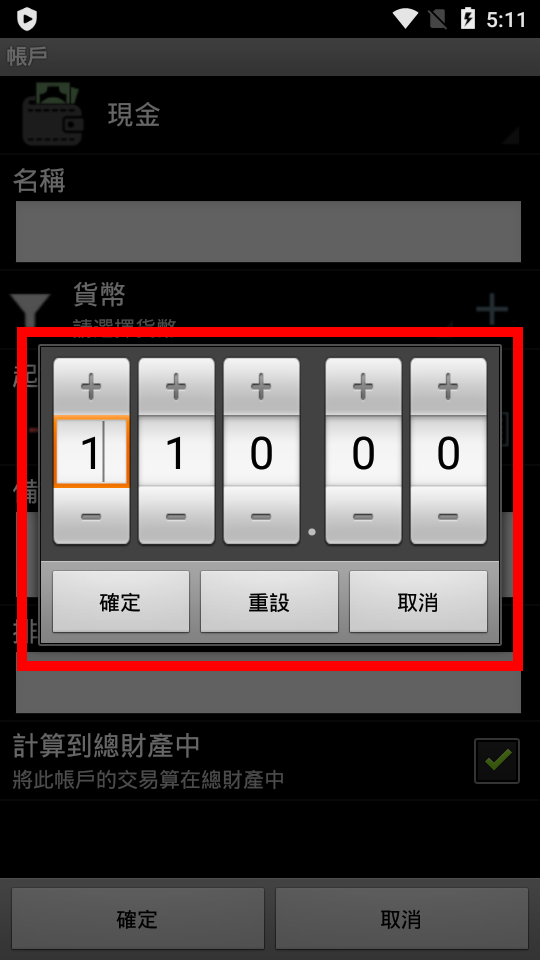 5:11
帳戶
現金
名稱
貨幣
請選擇貨幣
起
備
排
+ + + + +
1 1 0 . 0 0
− − − − −
確定 重設 取消
計算到總財產中
將此帳戶的交易算在總財產中
確定 取消